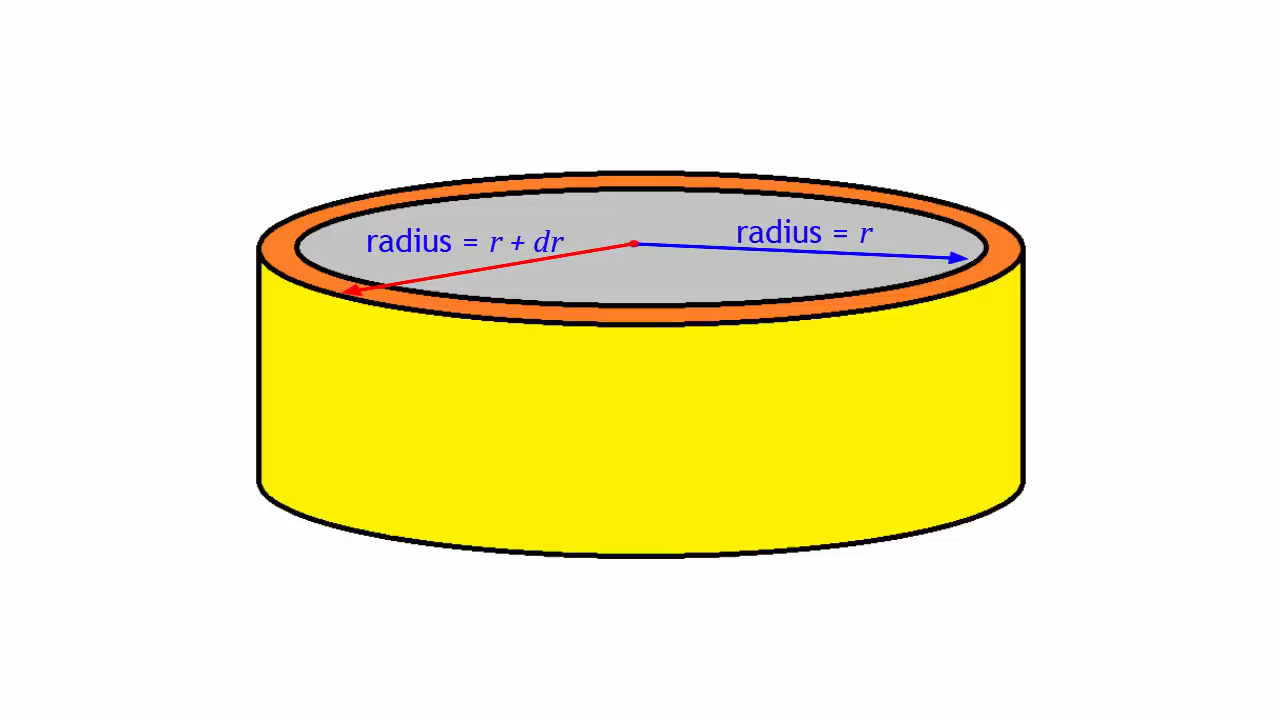 radius = r + dr
radius = r